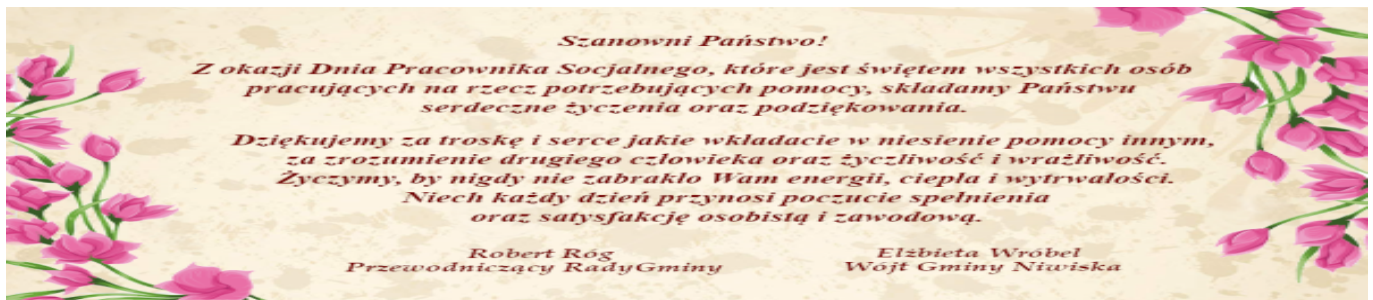 Szanowni Państwo!
Z okazji Dnia Pracownika Socjalnego, które jest świętem wszystkich osób
pracujących na rzecz potrzebujących pomocy, składamy Państwu
serdeczne życzenia oraz podziękowania.
Dziękujemy za troskę i serce jakie wkładacie w niesienie pomocy innym,
za zrozumienie drugiego człowieka oraz życzliwość i wrażliwość.
Życzymy, by nigdy nie zabrakło Wam energii, ciepła i wytrwałości.
Niech każdy dzień przynosi poczucie spełnienia
oraz satysfakcję osobistą i zawodową.
Robert Róg Elżbieta Wróbel
Przewodniczący RadyGminy Wójt Gminy Niwiska